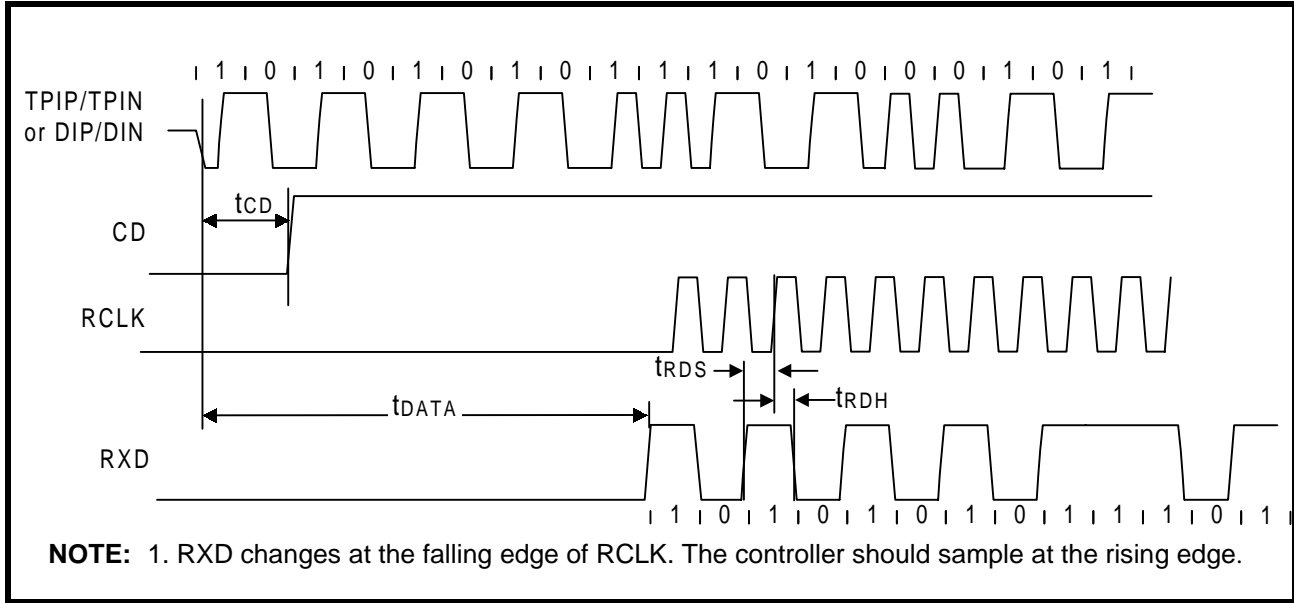 | 1 | 0 | 1 | 0 | 1 | 0 | 1 | 0 | 1 | 1 | 1 | 0 | 1 | 0 | 0 | 0 | 1 | 0 | 1 |
TPIP/TPIN
or DIP/DIN
tCD
CD
RCLK
tRDS
tRDH
tDATA
RXD
| 1 | 0 | 1 | 0 | 1 | 0 | 1 | 0 | 1 | 1 | 1 | 0 | 1 |
NOTE: 1. RXD changes at the falling edge of RCLK. The controller should sample at the rising edge.